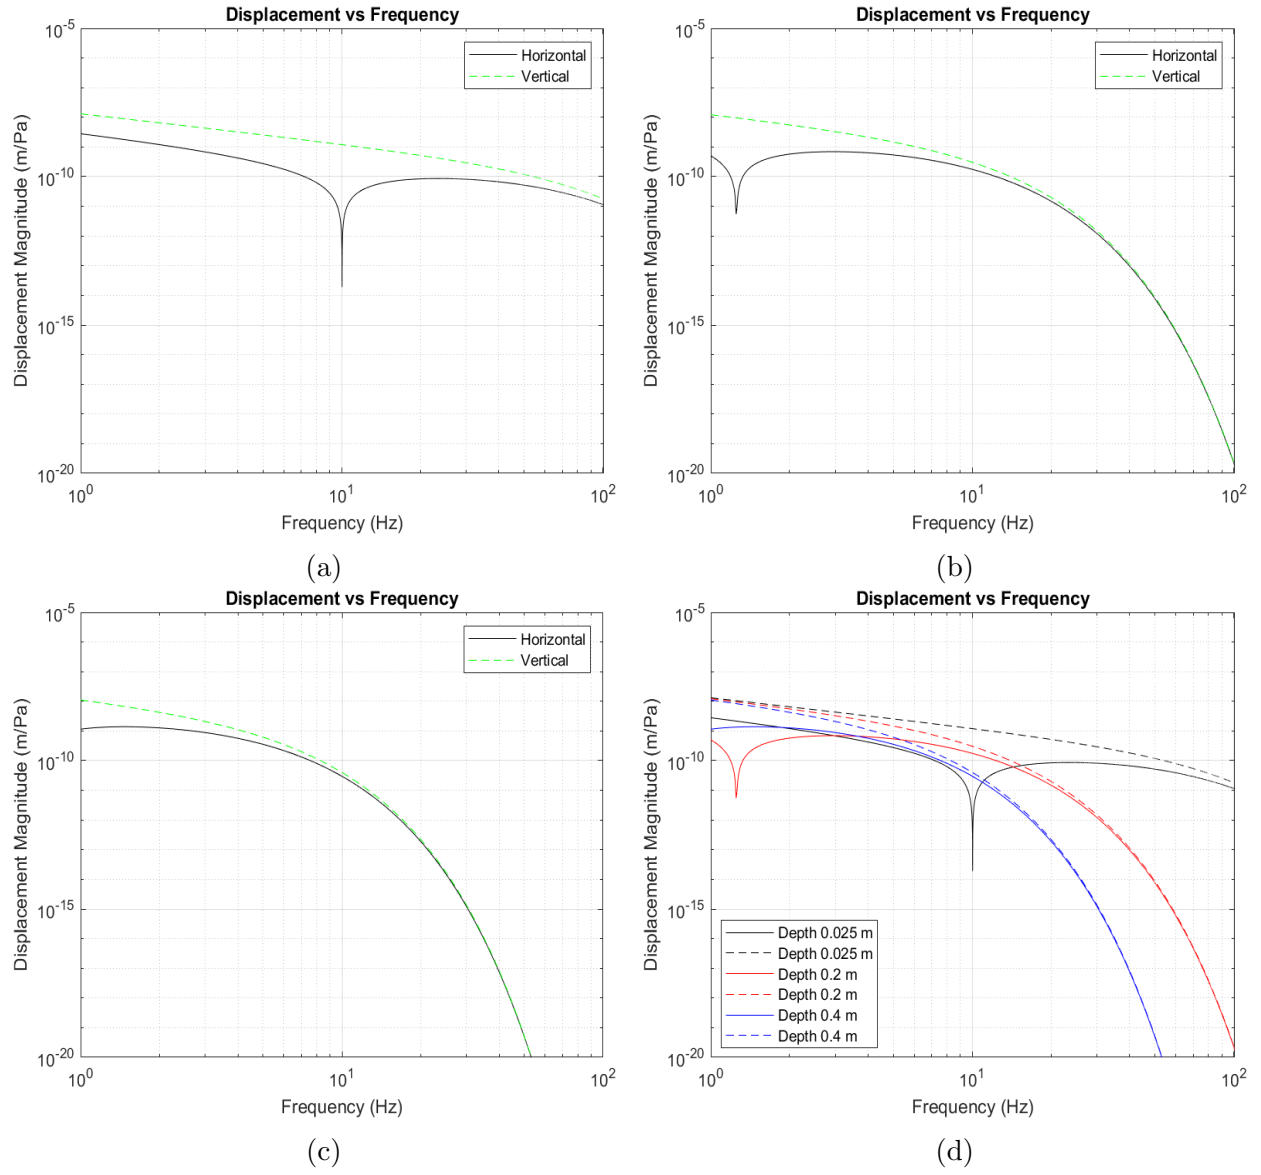 Displacement vs Frequency
Horizontal
Vertical
10^-5
10^-10
10^-15
10^-20
Displacement Magnitude (m/Pa)
10^0
10^1
10^2
Frequency (Hz)
(a)
Displacement vs Frequency
Horizontal
Vertical
10^-5
10^-10
10^-15
10^-20
Displacement Magnitude (m/Pa)
10^0
10^1
10^2
Frequency (Hz)
(b)
Displacement vs Frequency
Horizontal
Vertical
10^-5
10^-10
10^-15
10^-20
Displacement Magnitude (m/Pa)
10^0
10^1
10^2
Frequency (Hz)
(c)
Displacement vs Frequency
10^-5
10^-10
10^-15
10^-20
Displacement Magnitude (m/Pa)
Depth 0.025 m
Depth 0.025 m
Depth 0.2 m
Depth 0.2 m
Depth 0.4 m
Depth 0.4 m
10^0
10^1
10^2
Frequency (Hz)
(d)